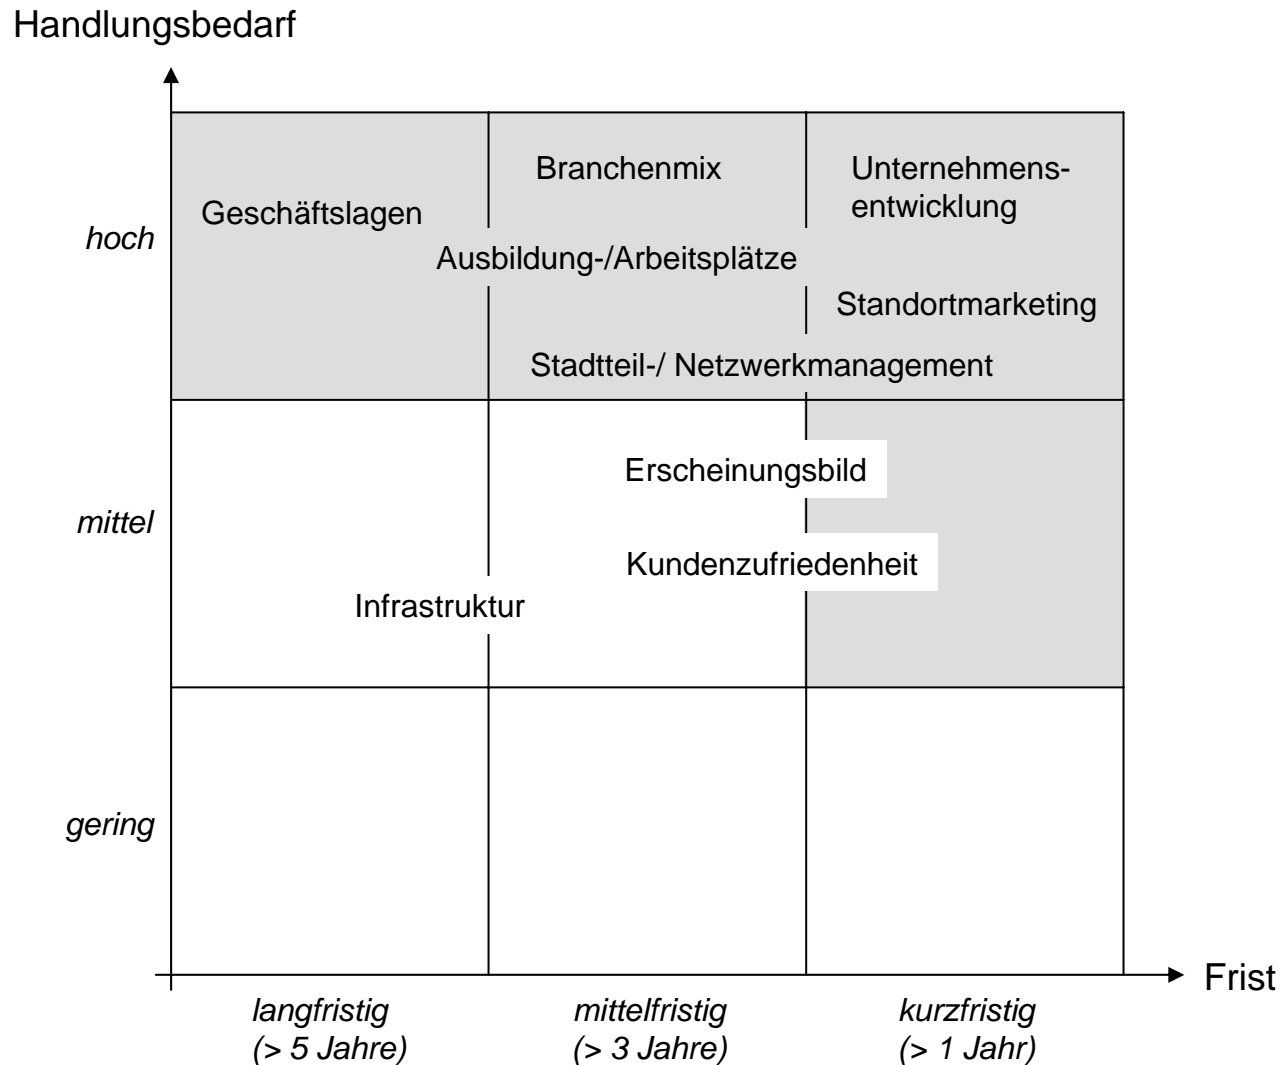 Handlungsbedarf
Branchenmix
Unternehmens-
entwicklung
Geschäftslagen
hoch
Ausbildung-/Arbeitsplätze
Standortmarketing
Stadtteil-/ Netzwerkmanagement
Erscheinungsbild
mittel
Kundenzufriedenheit
Infrastruktur
gering
Frist
langfristig
(> 5 Jahre)
mittelfristig
(> 3 Jahre)
kurzfristig
(> 1 Jahr)